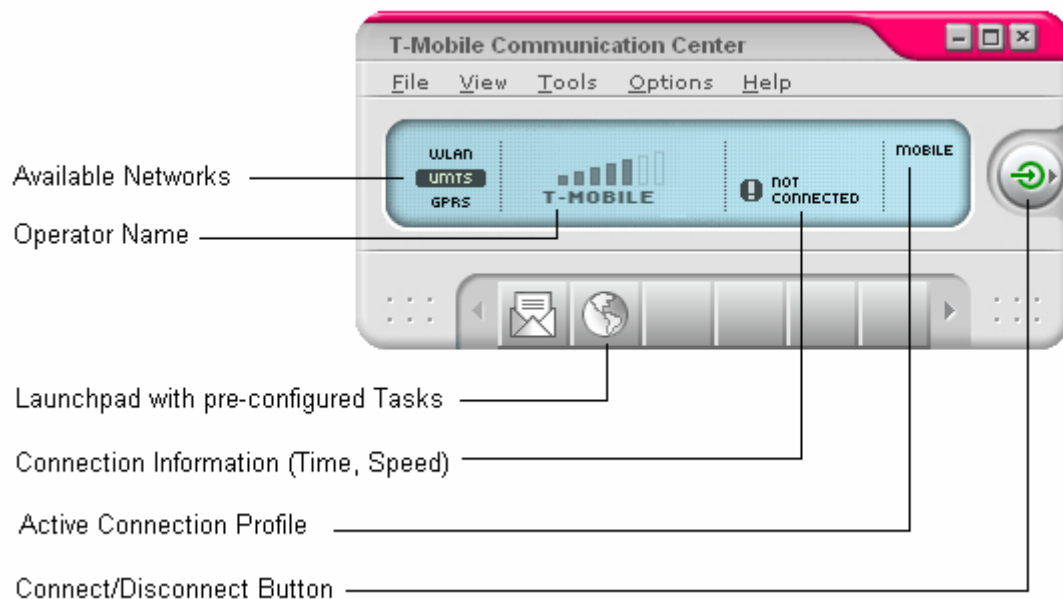 T-Mobile Communication Center
File View Tools Options Help
WLAN
UMTS
GPRS
T-MOBILE
NOT
CONNECTED
MOBILE
Available Networks
Operator Name
Launchpad with pre-configured Tasks
Connection Information (Time, Speed)
Active Connection Profile
Connect/Disconnect Button